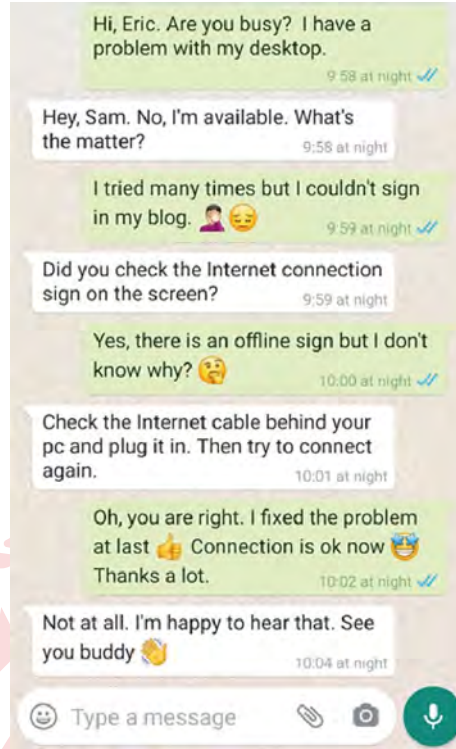 Hi, Eric. Are you busy? I have a
problem with my desktop.
9:58 at night
Hey, Sam. No, I'm available. What's
the matter?
9:58 at night
I tried many times but I couldn't sign
in my blog. 🤦😔
9:59 at night
Did you check the Internet connection
sign on the screen?
9:59 at night
Yes, there is an offline sign but I don't
know why? 🤔
10:00 at night
Check the Internet cable behind your
pc and plug it in. Then try to connect
again.
10:01 at night
Oh, you are right. I fixed the problem
at last 👍 Connection is ok now 🤩
Thanks a lot.
10:02 at night
Not at all. I'm happy to hear that. See
you buddy 👋
10:04 at night
Type a message